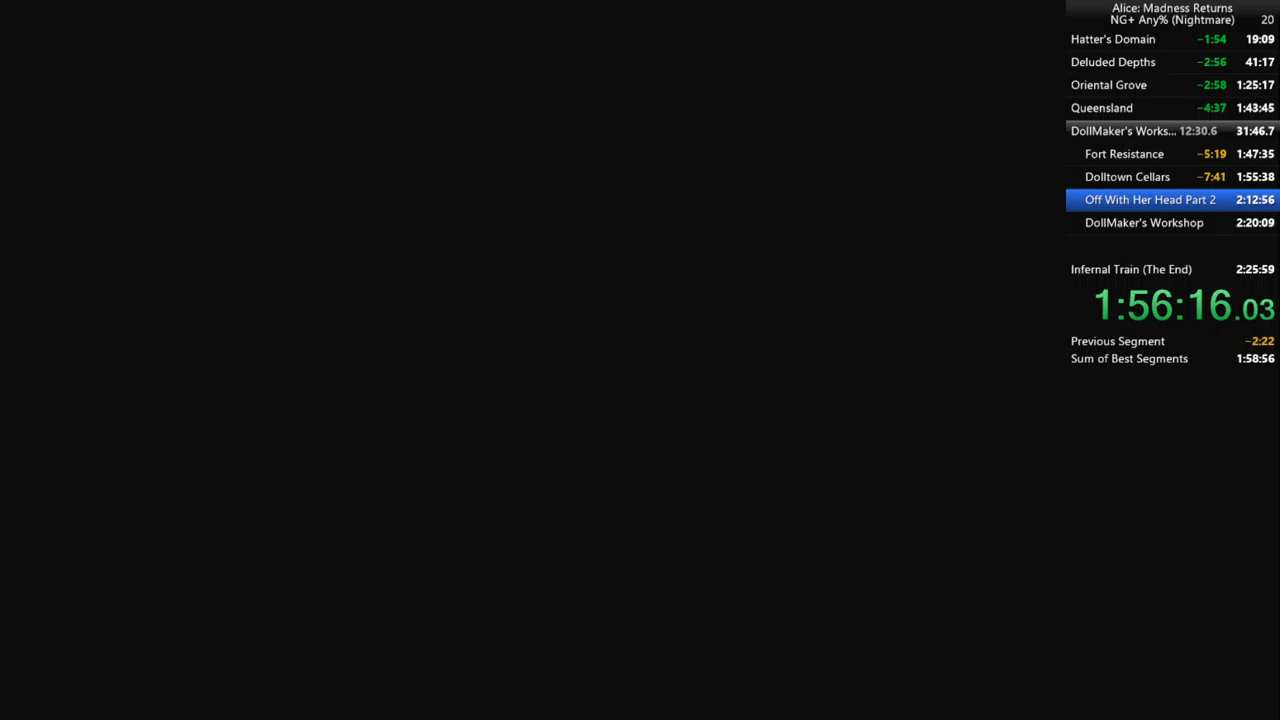 Alice: Madness Returns
NG+ Any% (Nightmare) 20
Hatter's Domain −1:54 19:09
Deluded Depths −2:56 41:17
Oriental Grove −2:58 1:25:17
Queensland −4:37 1:43:45
DollMaker's Works... 12:30.6 31:46.7
Fort Resistance −5:19 1:47:35
Dolltown Cellars −7:41 1:55:38
Off With Her Head Part 2 2:12:56
DollMaker's Workshop 2:20:09
Infernal Train (The End) 2:25:59
1:56:16.03
Previous Segment −2:22
Sum of Best Segments 1:58:56